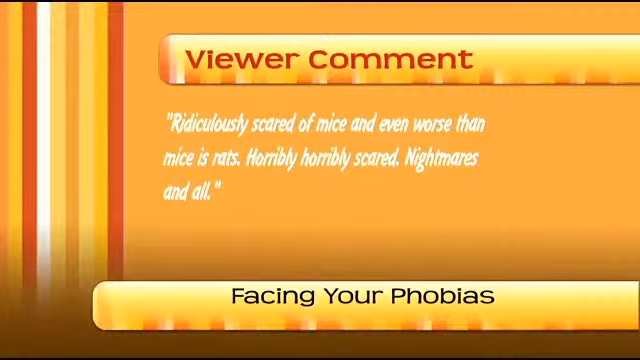 Viewer Comment
"Ridiculously scared of mice and even worse than
mice is rats. Horribly horribly scared. Nightmares
and all."
Facing Your Phobias